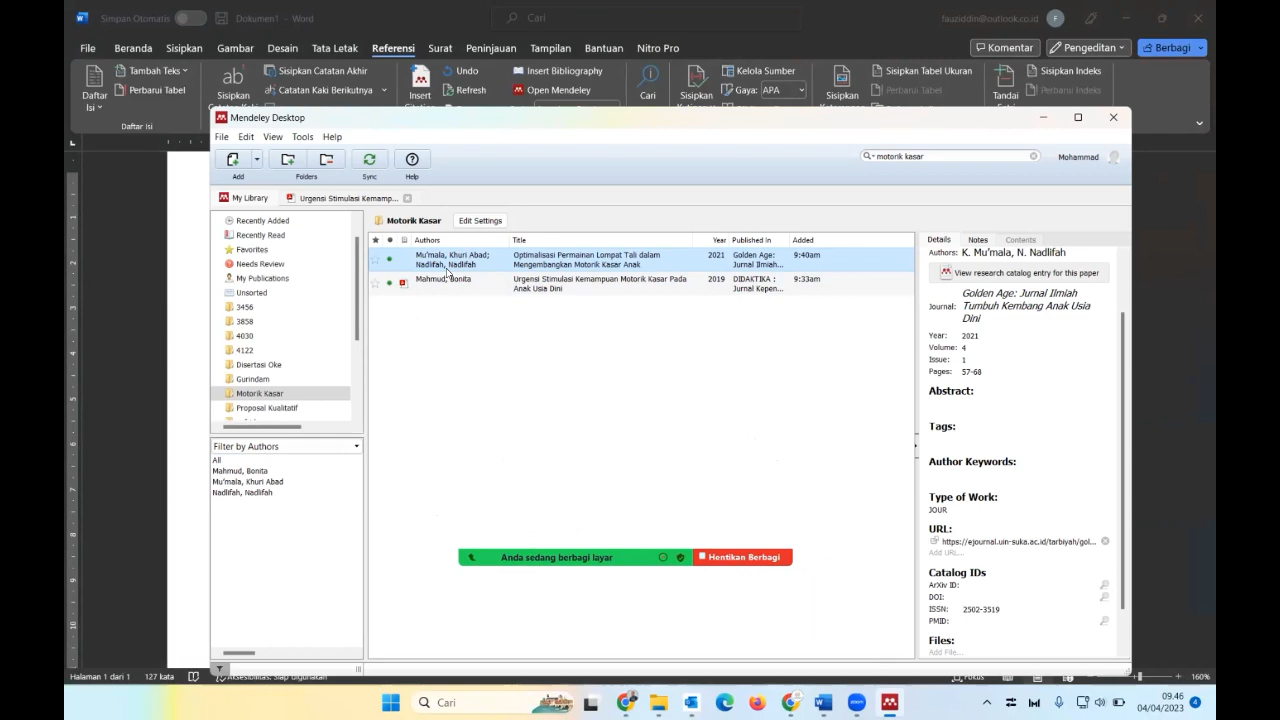 Simpan Otomatis
Dokumen1 - Word
Cari
fauziddin@outlook.co.id
F
File Beranda Sisipkan Gambar Desain Tata Letak Referensi Surat Peninjauan Tampilan Bantuan Nitro Pro
Komentar Pengeditan Berbagi
Daftar Isi
Tambah Teks
Perbarui Tabel
Daftar Isi
ab
Sisipkan Catatan
Sisipkan Catatan Akhir
Catatan Kaki Berikutnya
Insert
Undo
Refresh
Insert Bibliography
Open Mendeley
Cari
Sisipkan
Kelola Sumber
Gaya: APA
Sisipkan
Sisipkan Tabel Ukuran
Perbarui Tabel
Tandai Entri
Sisipkan Indeks
Perbarui Indeks
Mendeley Desktop
File Edit View Tools Help
Add Folders Sync Help
motorik kasar
Mohammad
My Library
Urgensi Stimulasi Kemamp...
Recently Added
Recently Read
Favorites
Needs Review
My Publications
Unsorted
3456
3858
4030
4122
Disertasi Oke
Gurindam
Motorik Kasar
Proposal Kualitatif
Filter by Authors
All
Mahmud, Bonita
Mu'mala, Khuri Abad
Nadlifah, Nadlifah
Motorik Kasar
Edit Settings
Authors Title Year Published In Added
Mu'mala, Khuri Abad; Optimalisasi Permainan Lompat Tali dalam 2021 Golden Age: 9:40am
Nadlifah, Nadlifah Mengembangkan Motorik Kasar Anak Jurnal Ilmiah...
Mahmud, Bonita Urgensi Stimulasi Kemampuan Motorik Kasar Pada 2019 DIDAKTIKA : 9:33am
Anak Usia Dini Jurnal Kepen...
Details Notes Contents
Authors: K. Mu'mala, N. Nadlifah
View research catalog entry for this paper
Journal: Golden Age: Jurnal Ilmiah
Tumbuh Kembang Anak Usia
Dini
Year: 2021
Volume: 4
Issue: 1
Pages: 57-68
Abstract:
Tags:
Author Keywords:
Type of Work:
JOUR
URL:
https://ejournal.uin-suka.ac.id/tarbiyah/gol...
Add URL...
Catalog IDs
ArXiv ID:
DOI:
ISSN: 2502-3519
PMID:
Files:
Add File...
Anda sedang berbagi layar
Hentikan Berbagi
Halaman 1 dari 1
127 kata
Aksesibilitas: Siap digunakan
Fokus
160%
Cari
09.46
04/04/2023